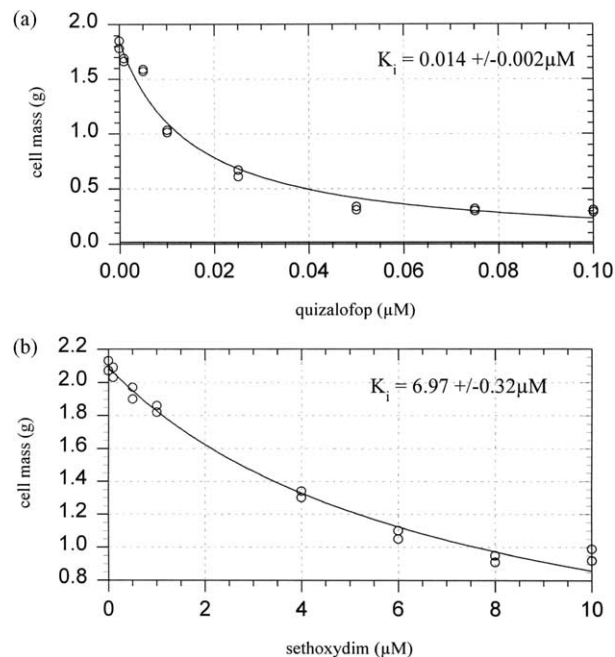 (a)
2.0
1.5
1.0
0.5
0.0
cell mass (g)
K_i = 0.014 +/-0.002µM
0.00 0.02 0.04 0.06 0.08 0.10
quizalofop (µM)
(b)
2.2
2.0
1.8
1.6
1.4
1.2
1.0
0.8
cell mass (g)
K_i = 6.97 +/-0.32µM
0 2 4 6 8 10
sethoxydim (µM)